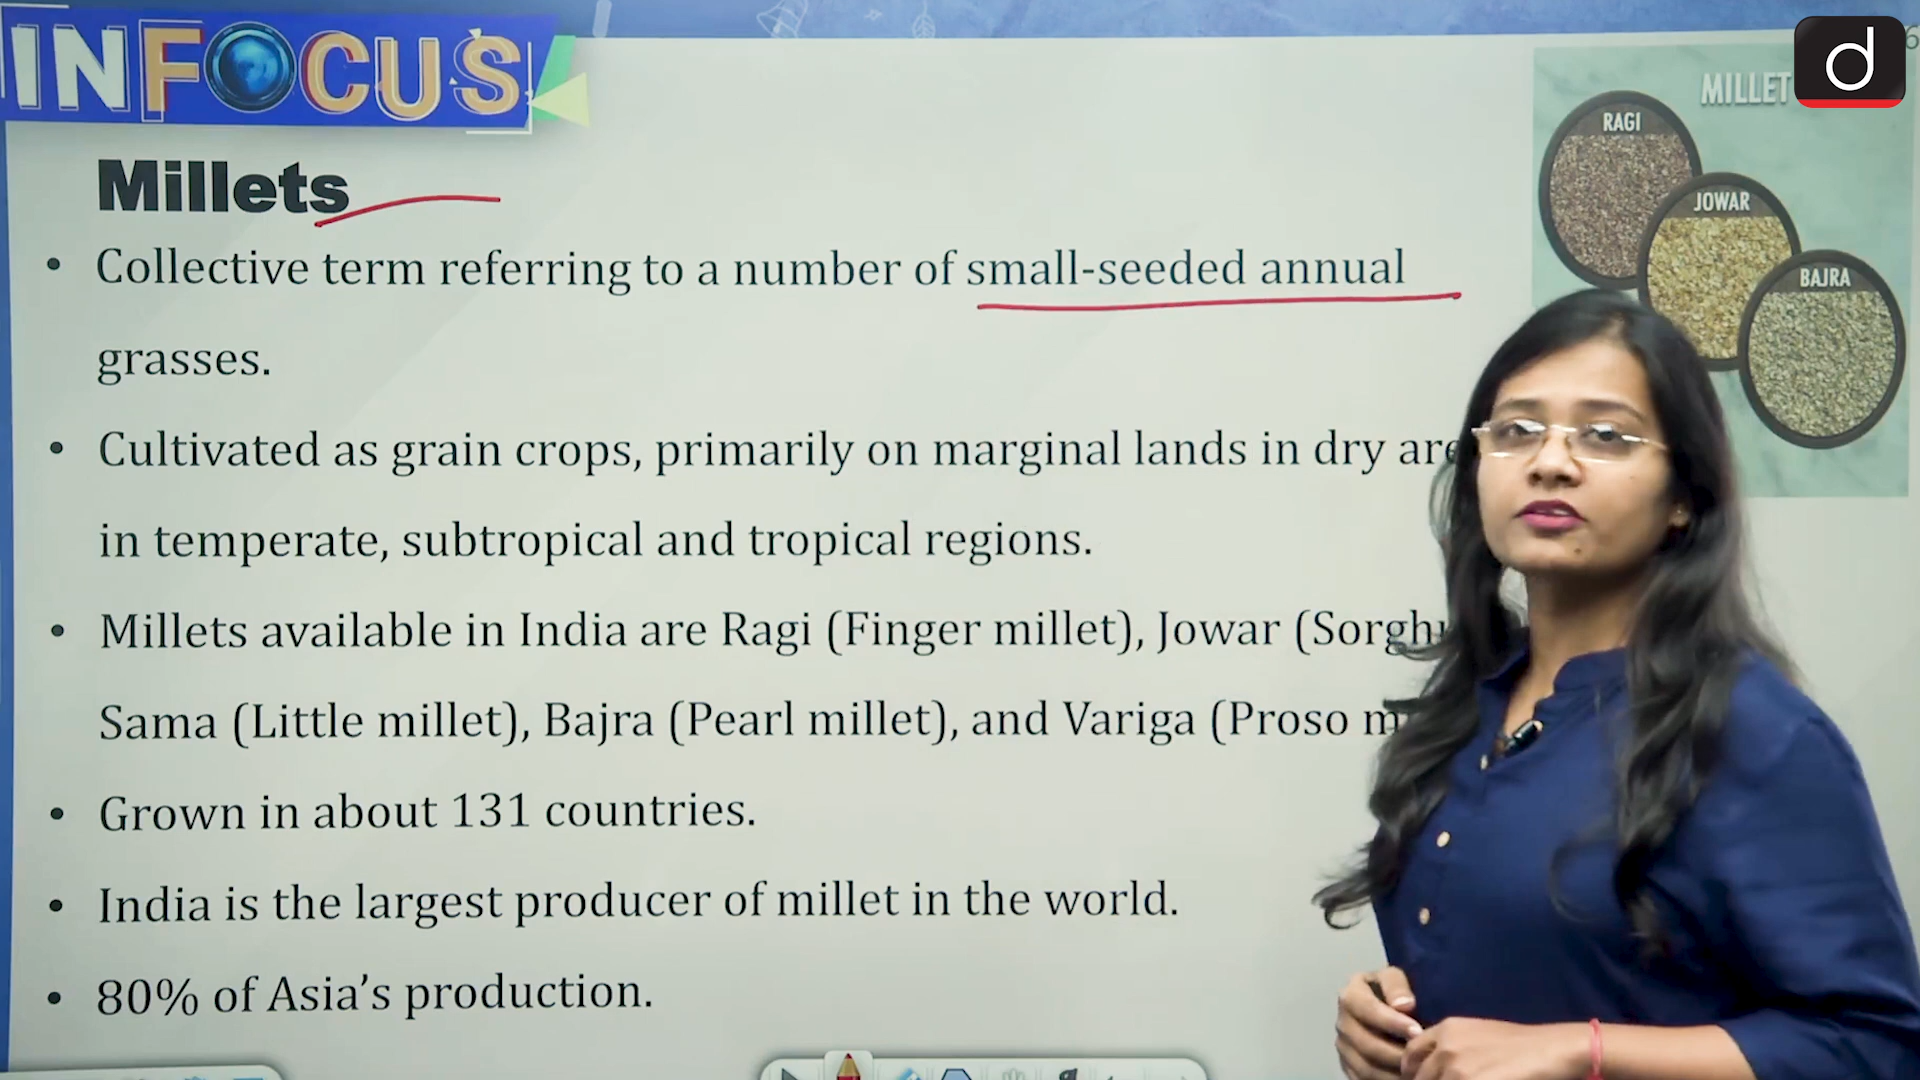 INFOCUS
d
6
MILLET
RAGI
JOWAR
BAJRA
Millets
• Collective term referring to a number of small-seeded annual
grasses.
• Cultivated as grain crops, primarily on marginal lands in dry
in temperate, subtropical and tropical regions.
• Millets available in India are Ragi (Finger millet), Jowar
Sama (Little millet), Bajra (Pearl millet), and Variga (Proso
• Grown in about 131 countries.
• India is the largest producer of millet in the world.
• 80% of Asia's production.